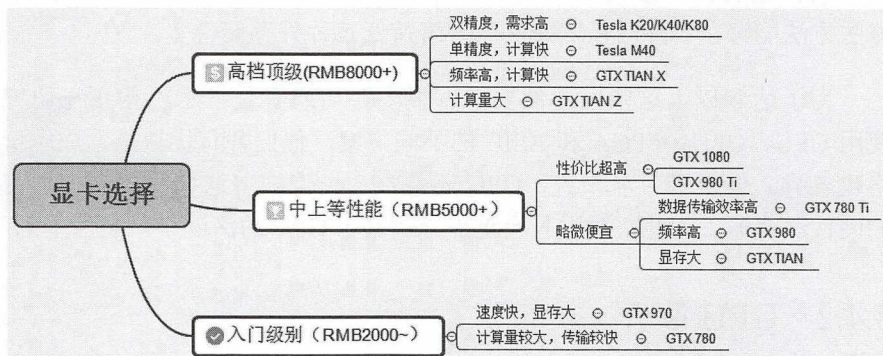 显卡选择
高档顶级(RMB8000+)
双精度，需求高 Tesla K20/K40/K80
单精度，计算快 Tesla M40
频率高，计算快 GTX TIAN X
计算量大 GTX TIAN Z
中上等性能（RMB5000+）
性价比超高
GTX 1080
GTX 980 Ti
略微便宜
数据传输效率高 GTX 780 Ti
频率高 GTX 980
显存大 GTX TIAN
入门级别（RMB2000~）
速度快，显存大 GTX 970
计算量较大，传输较快 GTX 780